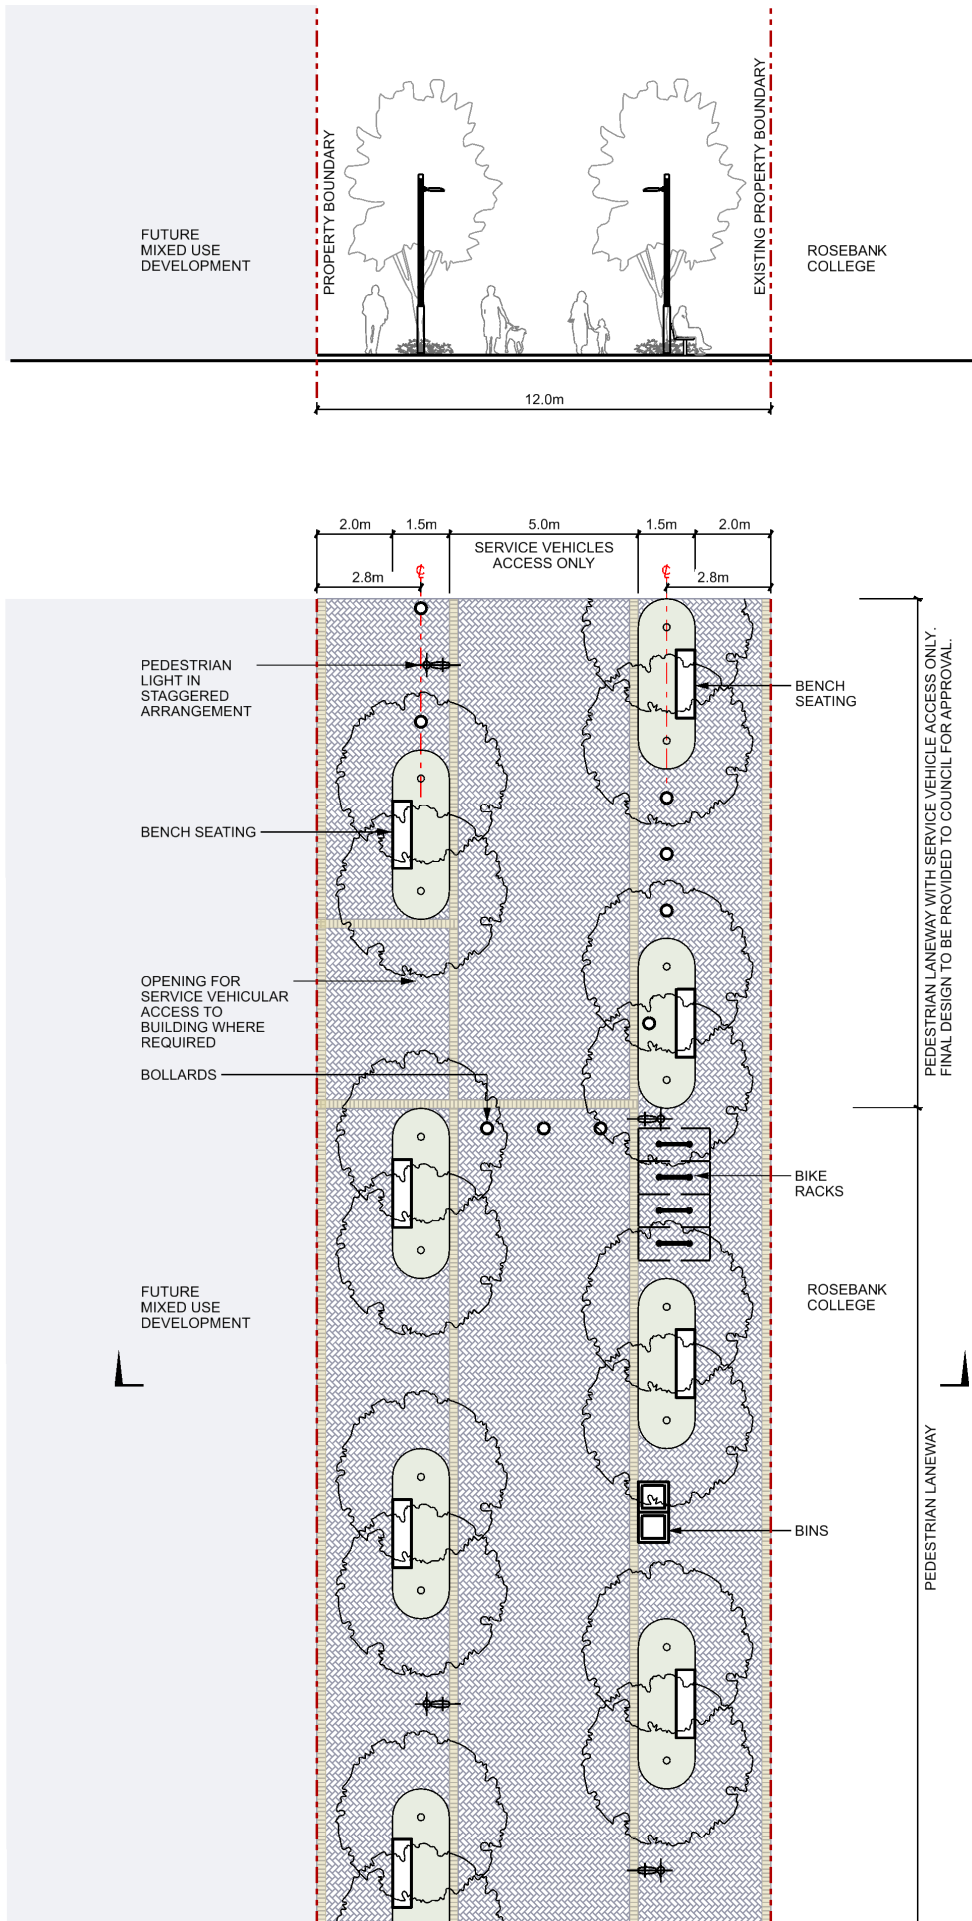 PROPERTY BOUNDARY
EXISTING PROPERTY BOUNDARY
FUTURE
MIXED USE
DEVELOPMENT
ROSEBANK
COLLEGE
12.0m
2.0m
1.5m
5.0m
1.5m
2.0m
SERVICE VEHICLES
ACCESS ONLY
2.8m
2.8m
PEDESTRIAN
LIGHT IN
STAGGERED
ARRANGEMENT
BENCH
SEATING
PEDESTRIAN LANEWAY WITH SERVICE VEHICLE ACCESS ONLY.
FINAL DESIGN TO BE PROVIDED TO COUNCIL FOR APPROVAL.
BENCH SEATING
OPENING FOR
SERVICE VEHICULAR
ACCESS TO
BUILDING WHERE
REQUIRED
BOLLARDS
BIKE
RACKS
FUTURE
MIXED USE
DEVELOPMENT
ROSEBANK
COLLEGE
BINS
PEDESTRIAN LANEWAY